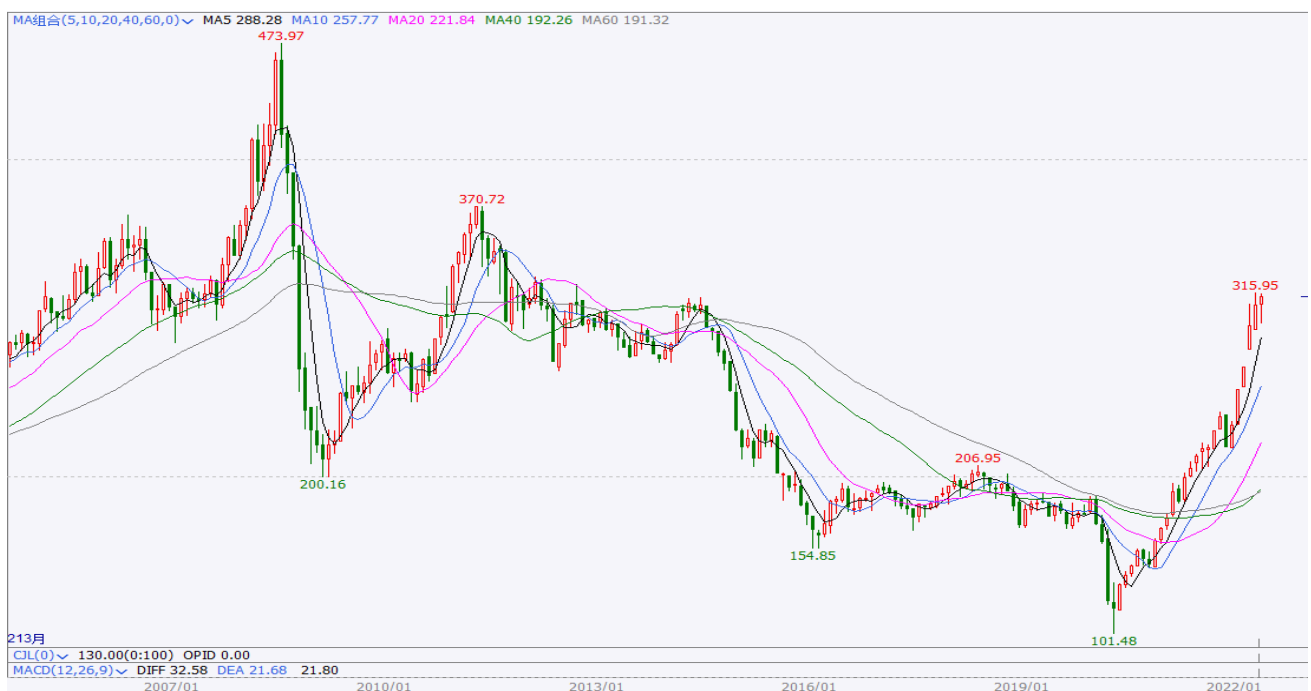 MA组合(5,10,20,40,60,0) MA5 288.28 MA10 257.77 MA20 221.84 MA40 192.26 MA60 191.32
473.97
370.72
315.95
206.95
200.16
154.85
101.48
213月
CJL(0) 130.00(0:100) OPID 0.00
MACD(12,26,9) DIFF 32.58 DEA 21.68 21.80
2007/01 2010/01 2013/01 2016/01 2019/01 2022/01